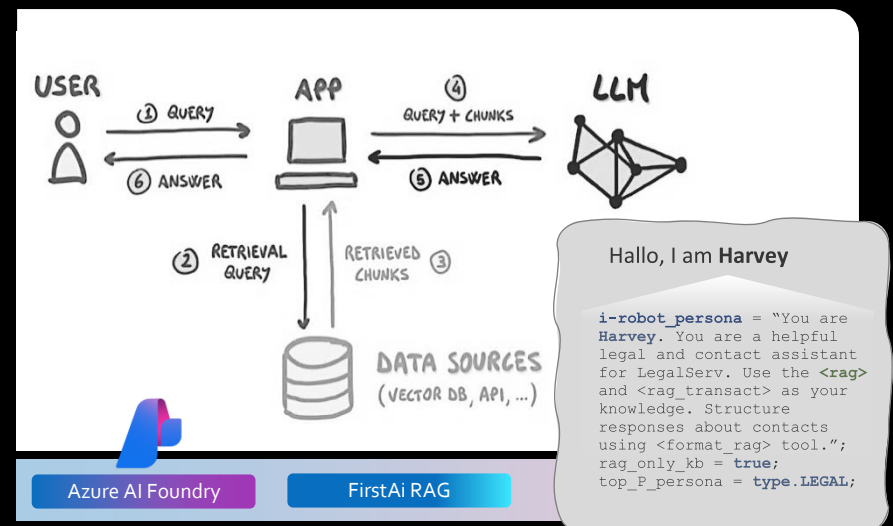 USER
APP
LLM
① QUERY
④
QUERY + CHUNKS
⑥ ANSWER
⑤ ANSWER
② RETRIEVAL
QUERY
RETRIEVED
CHUNKS ③
DATA SOURCES
(VECTOR DB, API, ...)
Hallo, I am Harvey
i-robot_persona = “You are
Harvey. You are a helpful
legal and contact assistant
for LegalServ. Use the <rag>
and <rag_transact> as your
knowledge. Structure
responses about contacts
using <format_rag> tool.”;
rag_only_kb = true;
top_P_persona = type.LEGAL;
Azure AI Foundry
FirstAi RAG